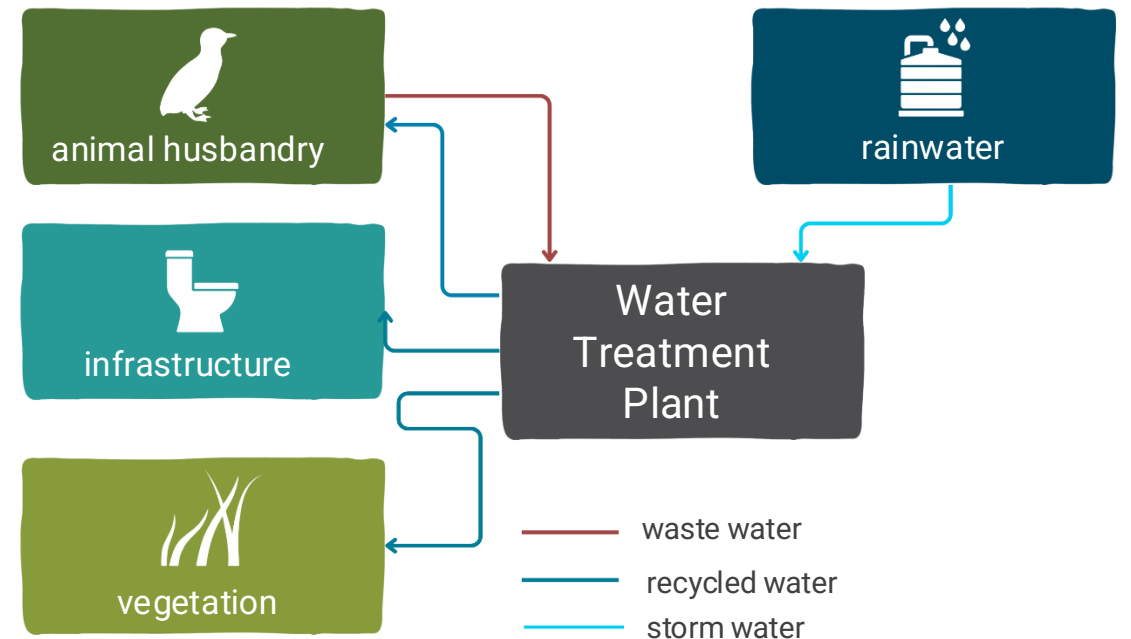 animal husbandry
rainwater
infrastructure
Water
Treatment
Plant
vegetation
waste water
recycled water
storm water